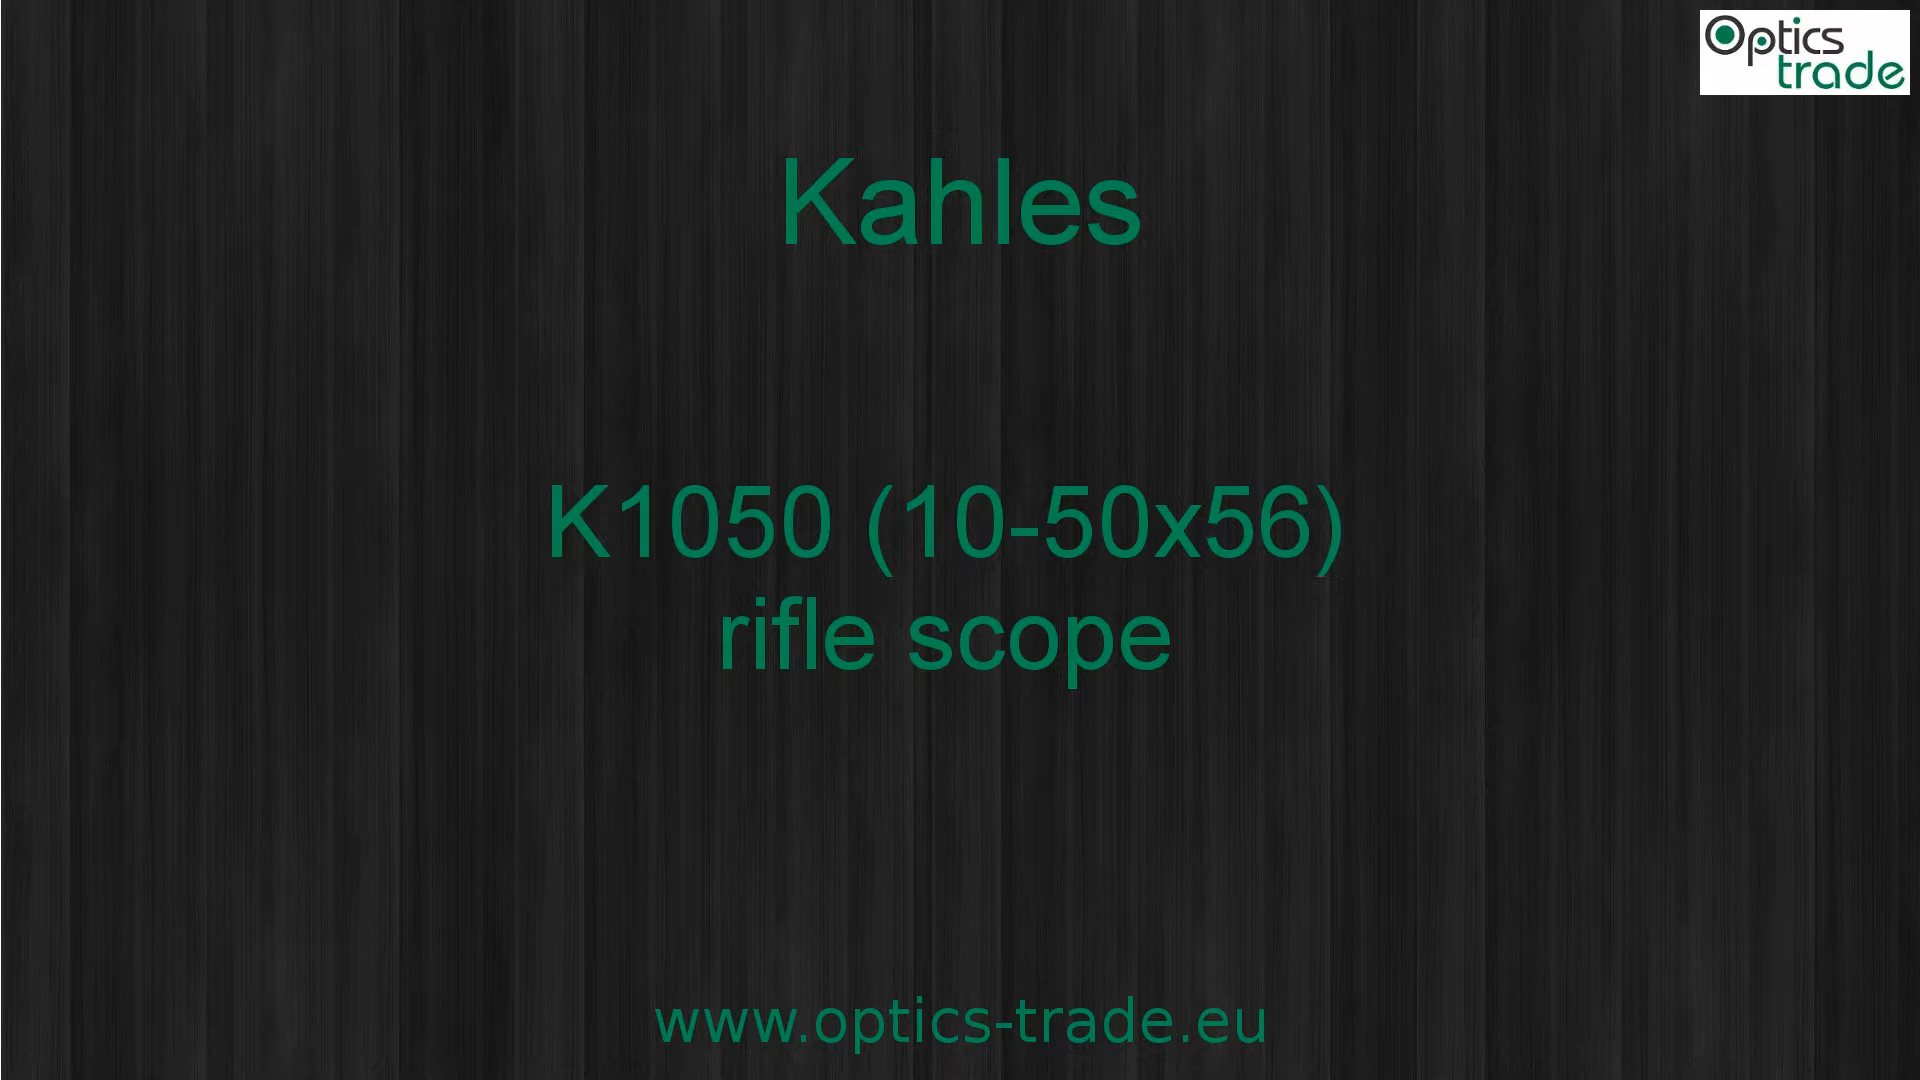 Optics
trade
Kahles
K1050 (10-50x56)
rifle scope
www.optics-trade.eu